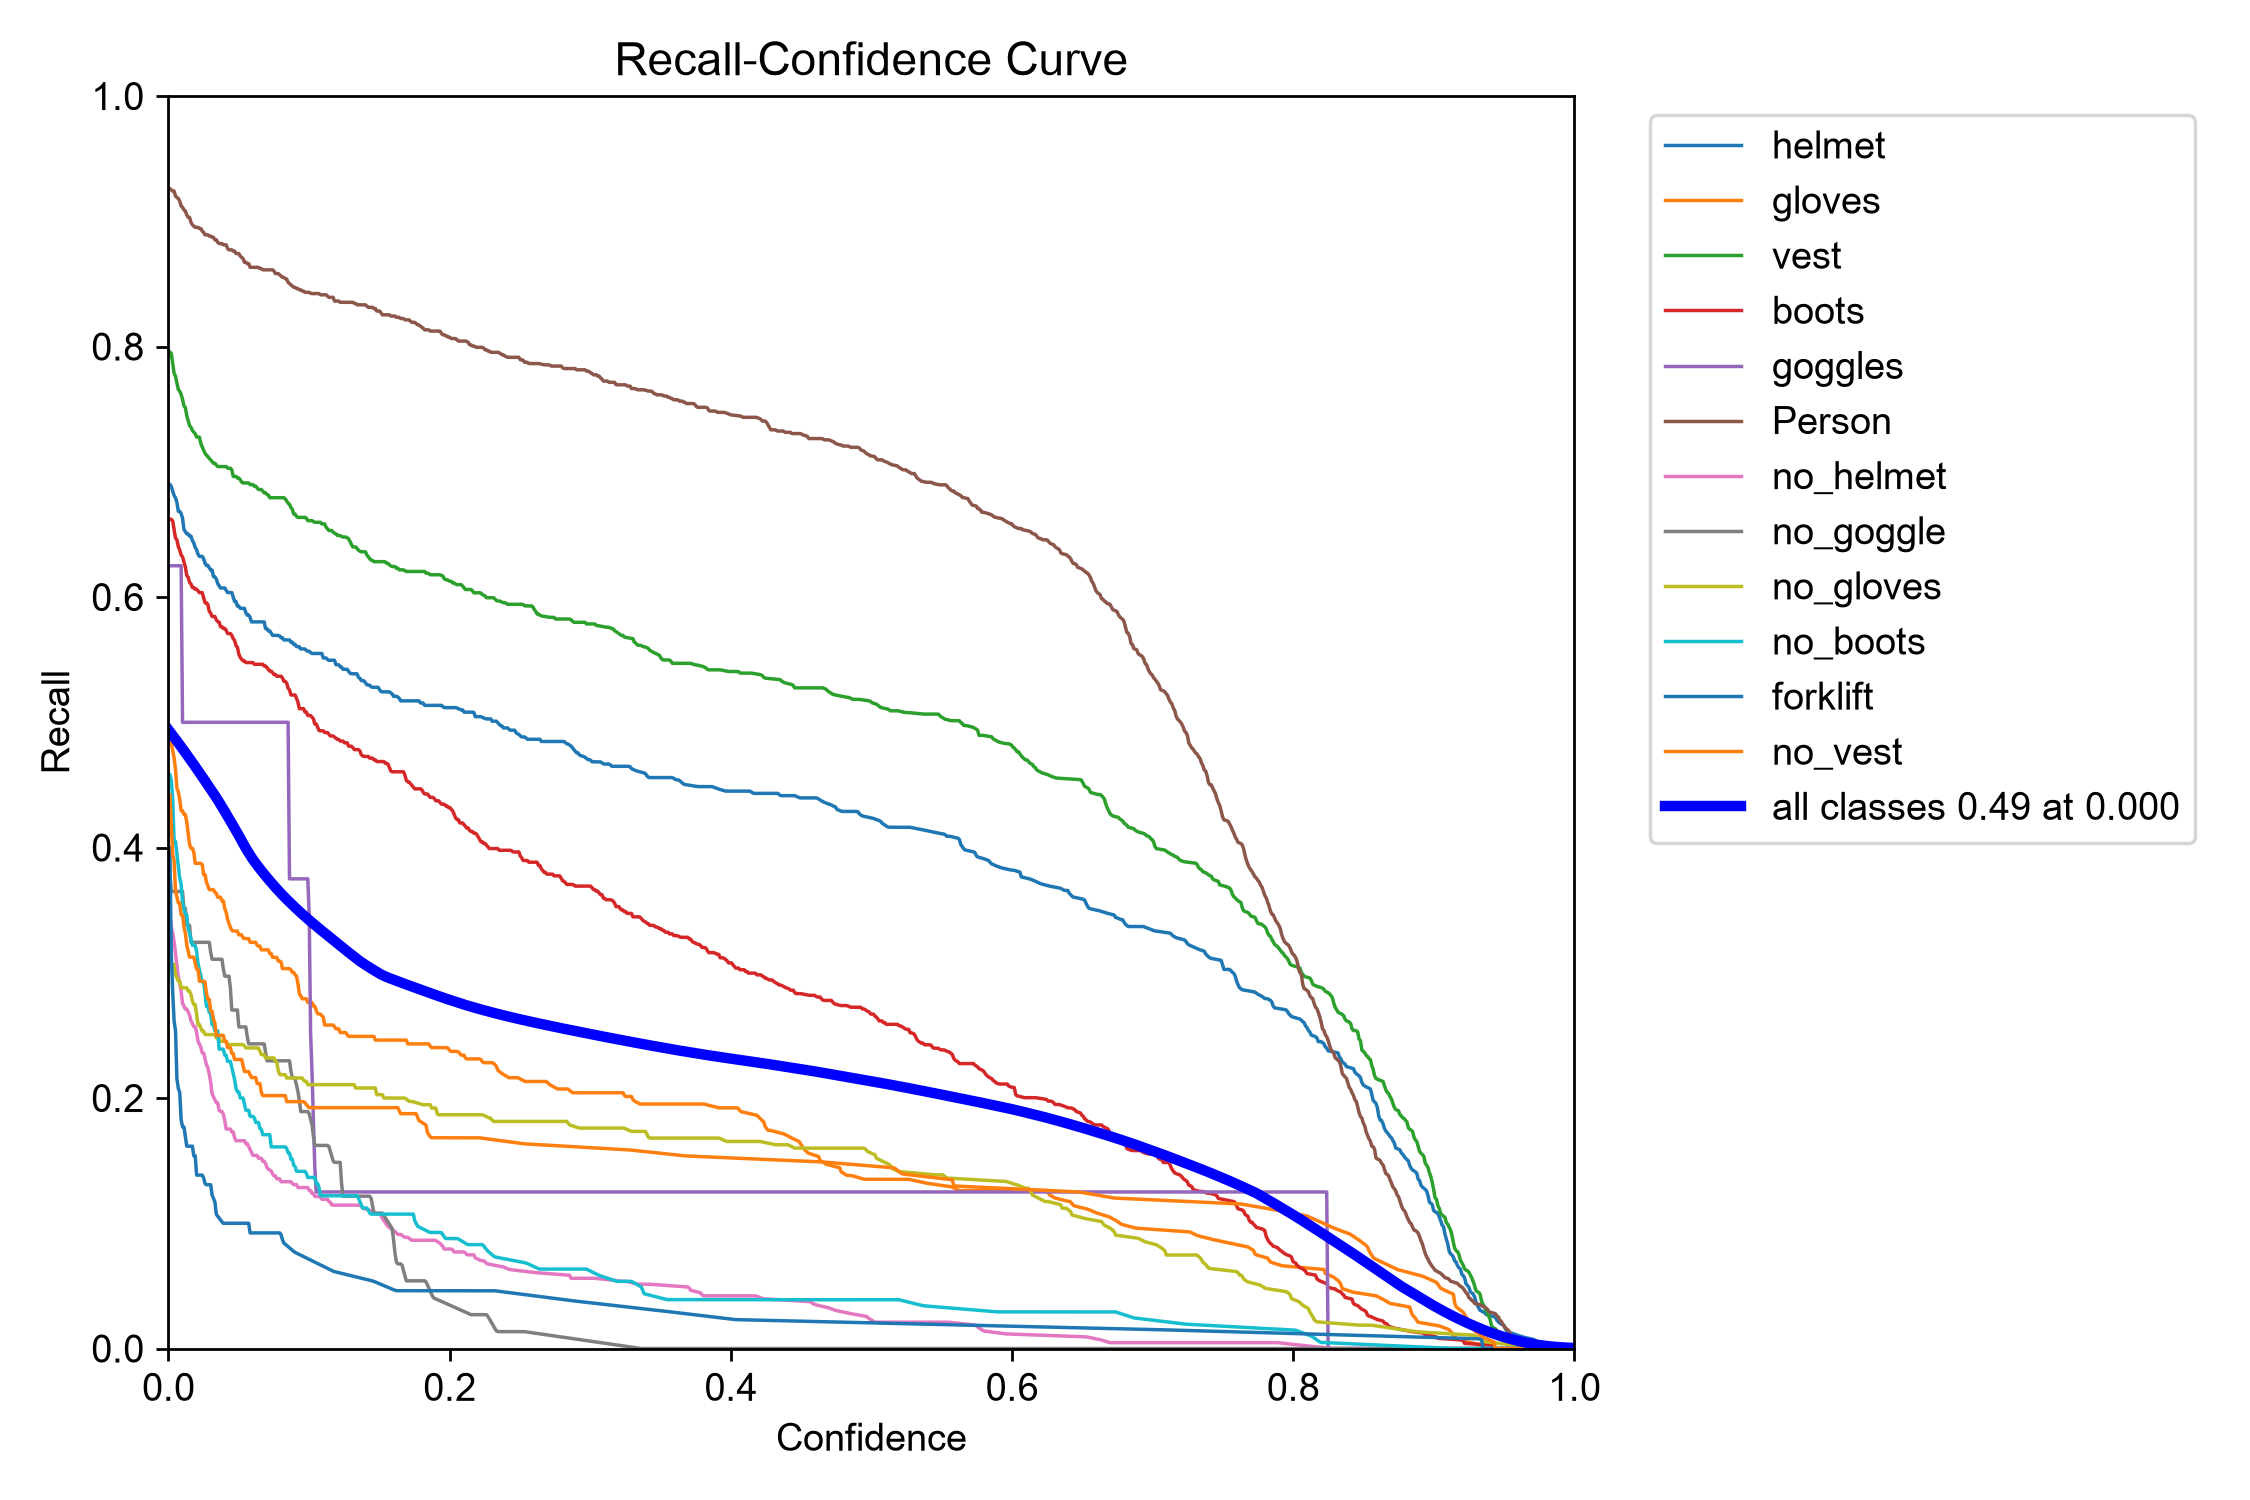 Recall-Confidence Curve
1.0
0.8
0.6
0.4
0.2
0.0
Recall
0.0 0.2 0.4 0.6 0.8 1.0
Confidence
helmet
gloves
vest
boots
goggles
Person
no_helmet
no_goggle
no_gloves
no_boots
forklift
no_vest
all classes 0.49 at 0.000